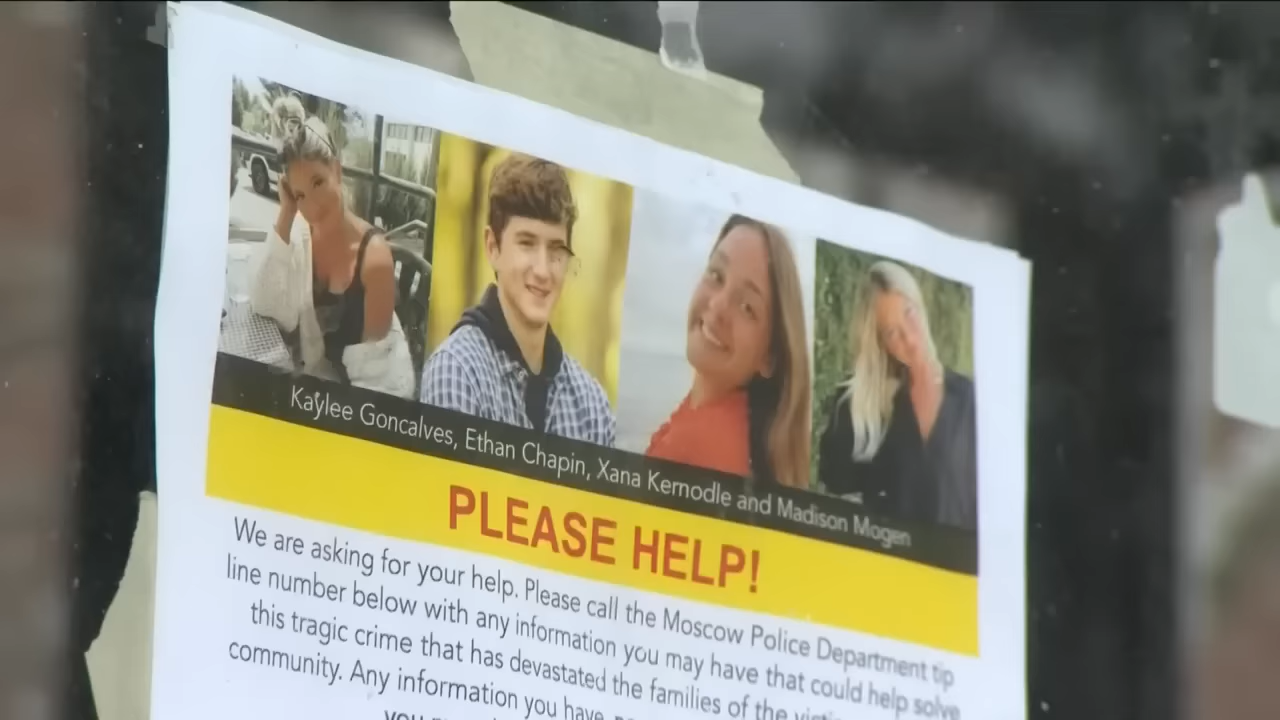 Kaylee Goncalves, Ethan Chapin, Xana Kernodle and Madison Mogen
PLEASE HELP!
We are asking for your help. Please call the Moscow Police Department tip
line number below with any information you may have that could help solve
this tragic crime that has devastated the families of the
community. Any information you have
you